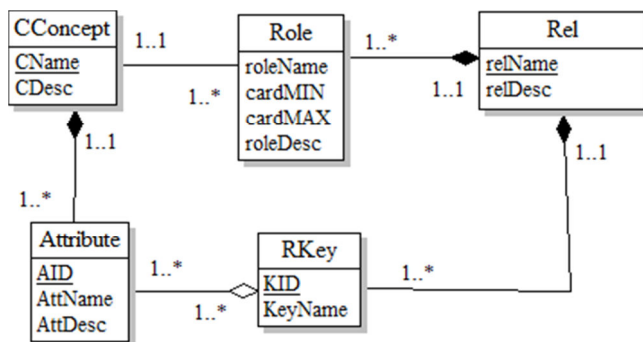 CConcept
CName
CDesc
1..1
1..*
Role
roleName
cardMIN
cardMAX
roleDesc
1..*
1..1
Rel
relName
relDesc
1..1
1..*
Attribute
AID
AttName
AttDesc
1..*
1..*
RKey
KID
KeyName
1..*
1..1